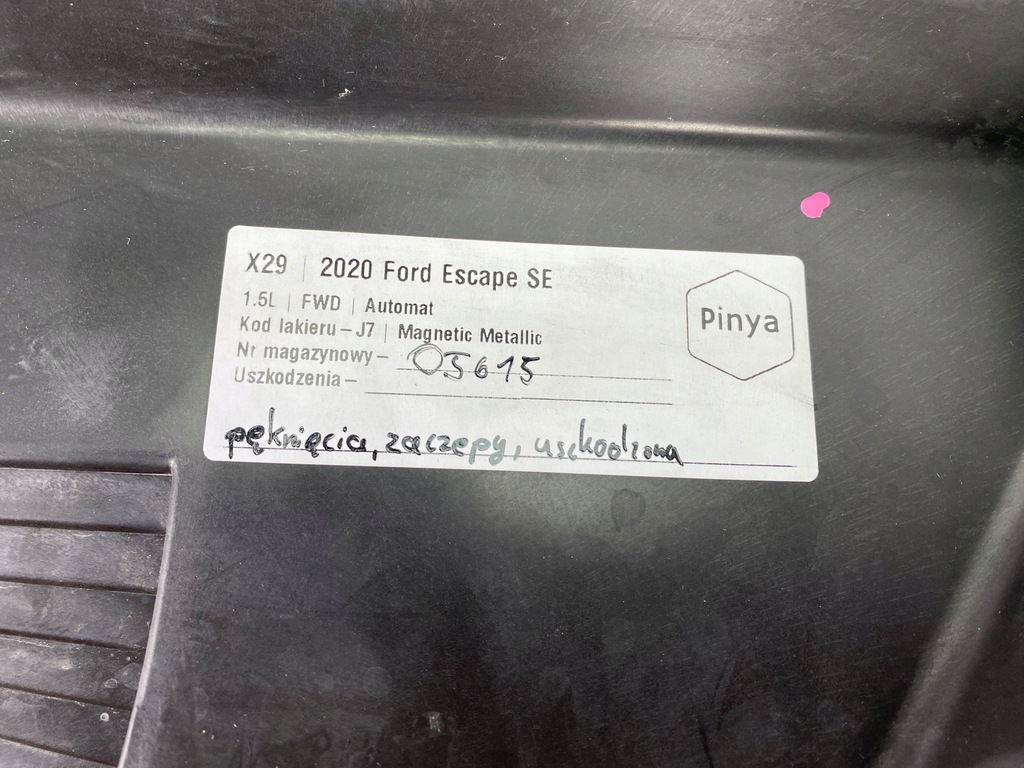 X29 | 2020 Ford Escape SE
1.5L | FWD | Automat
Kod lakieru – J7 | Magnetic Metallic
Nr magazynowy – 05615
Uszkodzenia –
pęknięcia, zaczepy, uszkodzona
Pinya